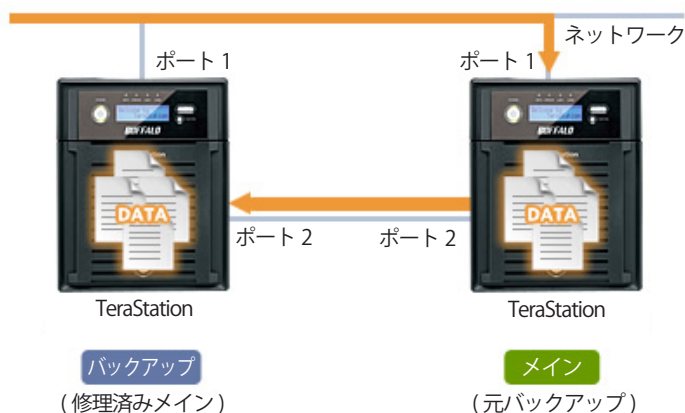 ネットワーク
ポート 1
ポート 1
BUFFALO
BUFFALO
DATA
DATA
ポート 2
ポート 2
TeraStation
TeraStation
バックアップ
メイン
( 修理済みメイン )
( 元バックアップ )